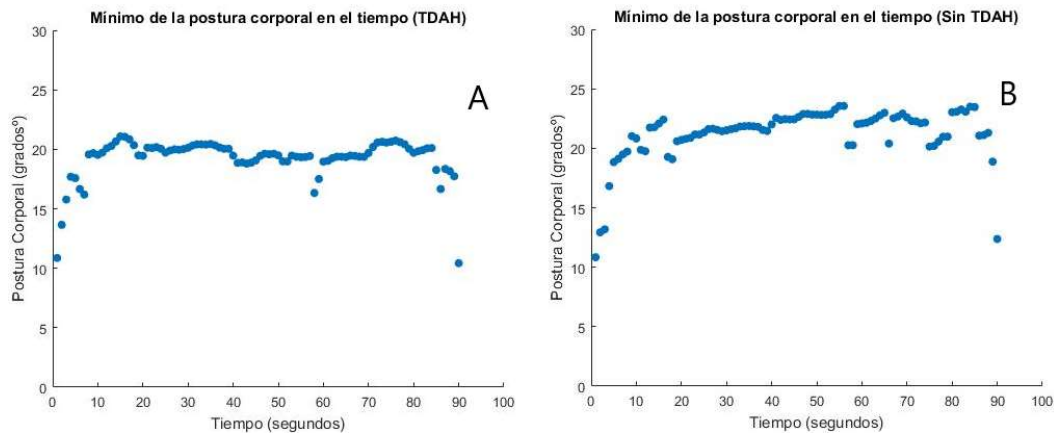 Mínimo de la postura corporal en el tiempo (TDAH)
30
25
20
15
10
5
0
Postura Corporal (gradosº)
A
0 10 20 30 40 50 60 70 80 90 100
Tiempo (segundos)
Mínimo de la postura corporal en el tiempo (Sin TDAH)
30
25
20
15
10
5
0
Postura Corporal (gradosº)
B
0 10 20 30 40 50 60 70 80 90 100
Tiempo (segundos)